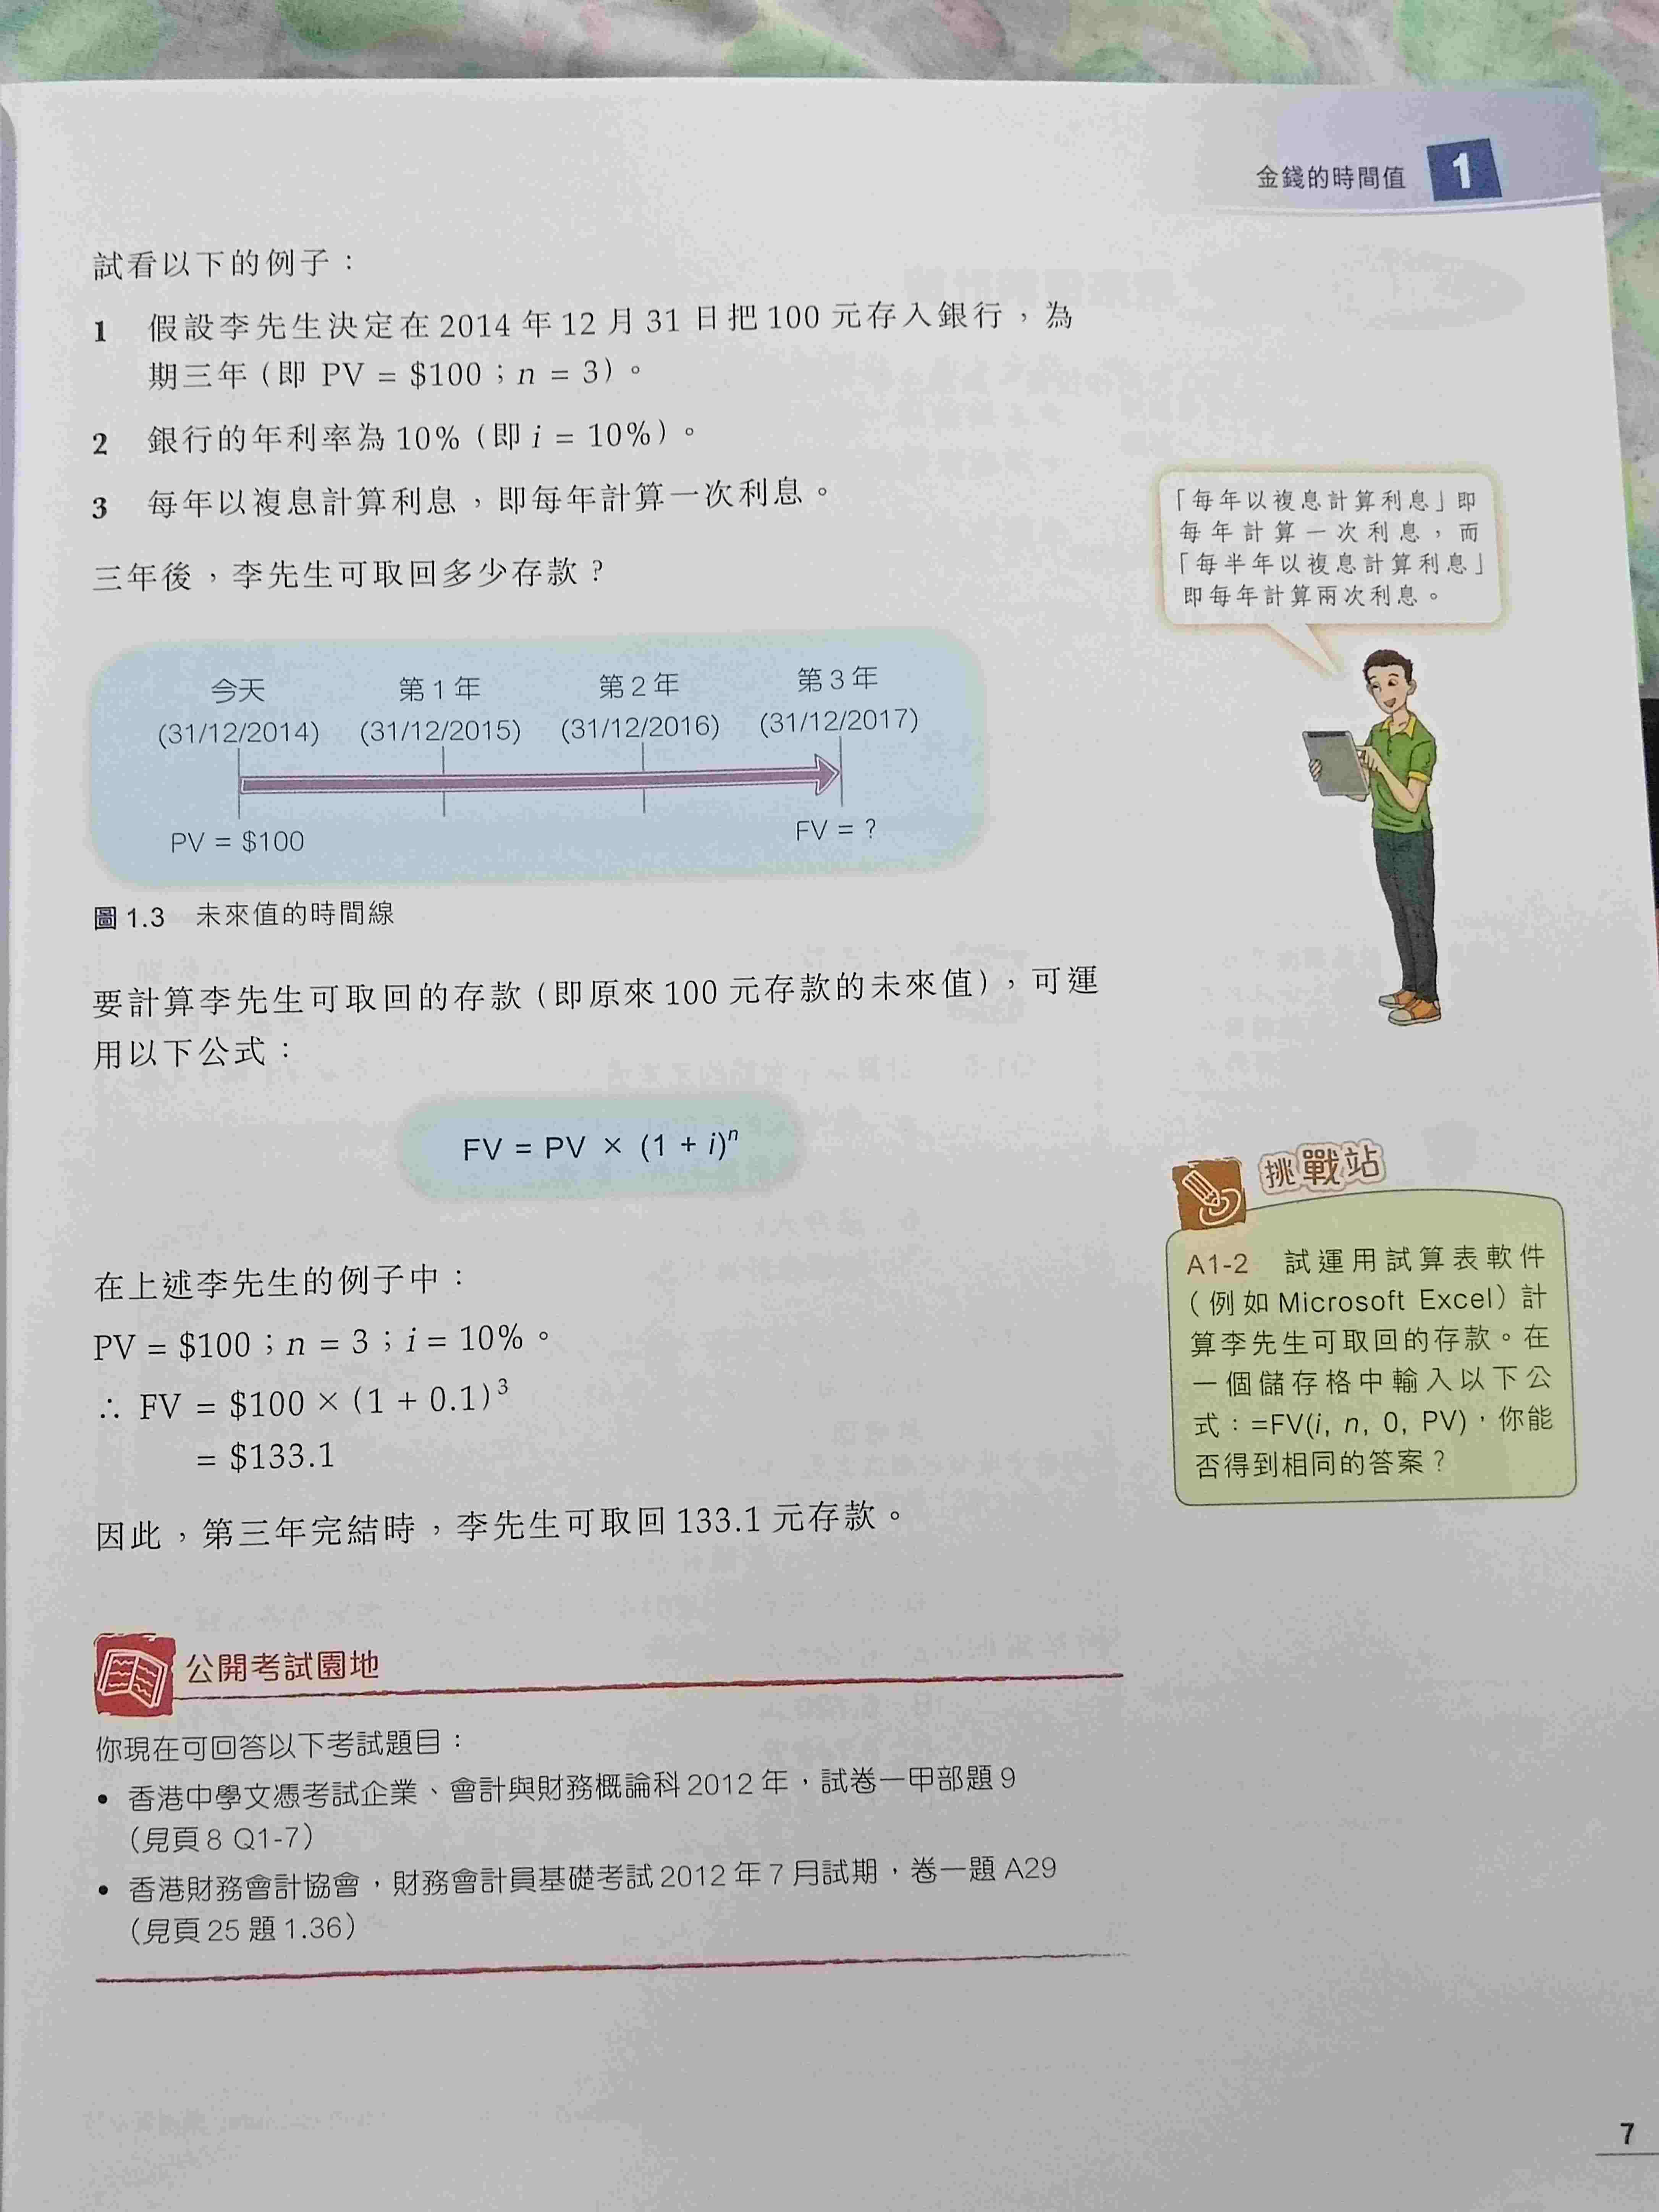 金錢的時間值 1
試看以下的例子：
1 假設李先生決定在 2014 年 12 月 31 日把 100 元存入銀行，為
期三年（即 PV = $100；n = 3）。
2 銀行的年利率為 10%（即 i = 10%）。
3 每年以複息計算利息，即每年計算一次利息。
三年後，李先生可取回多少存款？
「每年以複息計算利息」即
每年計算一次利息，而
「每半年以複息計算利息」
即每年計算兩次利息。
今天 第 1 年 第 2 年 第 3 年
(31/12/2014) (31/12/2015) (31/12/2016) (31/12/2017)
PV = $100 FV = ?
圖 1.3 未來值的時間線
要計算李先生可取回的存款（即原來 100 元存款的未來值），可運
用以下公式：
FV = PV × (1 + i)ⁿ
在上述李先生的例子中：
PV = $100；n = 3；i = 10%。
∴ FV = $100 × (1 + 0.1)³
= $133.1
因此，第三年完結時，李先生可取回 133.1 元存款。
挑戰站
A1-2 試運用試算表軟件
（例如 Microsoft Excel）計
算李先生可取回的存款。在
一個儲存格中輸入以下公
式：=FV(i, n, 0, PV)，你能
否得到相同的答案？
公開考試園地
你現在可回答以下考試題目：
• 香港中學文憑考試企業、會計與財務概論科 2012 年，試卷一甲部題 9
（見頁 8 Q1-7）
• 香港財務會計協會，財務會計員基礎考試 2012 年 7 月試期，卷一題 A29
（見頁 25 題 1.36）
7